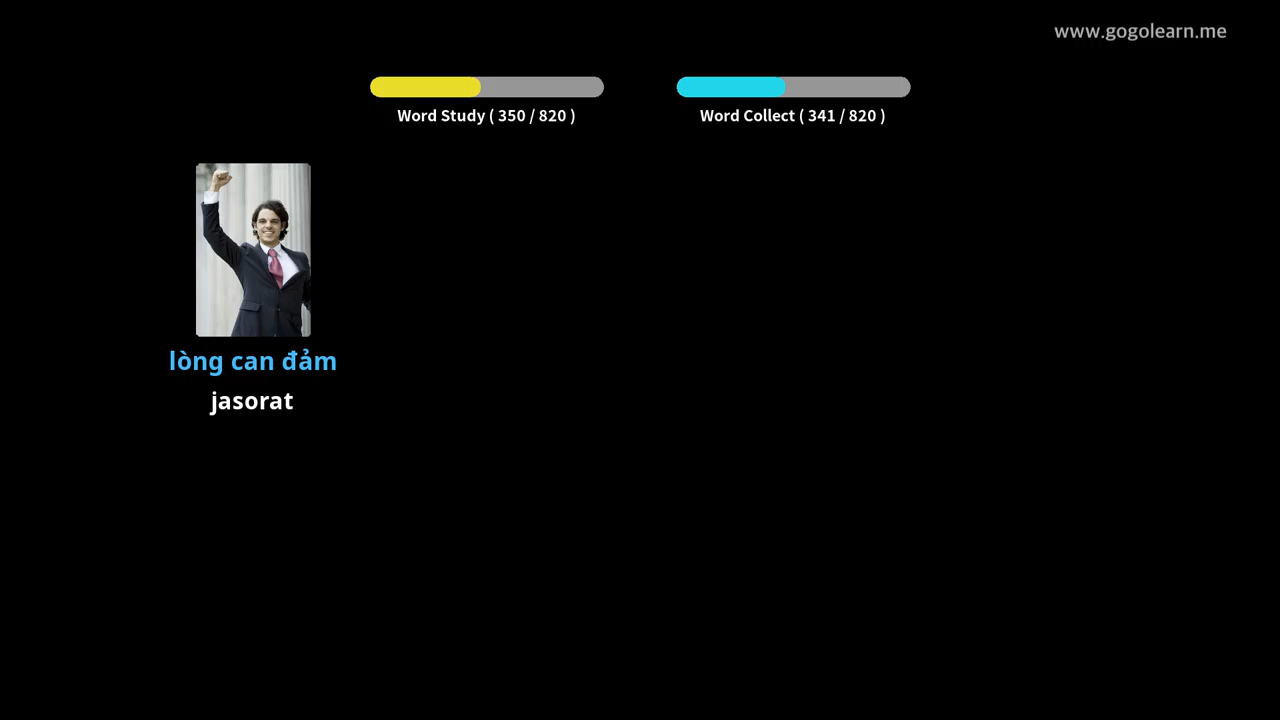 www.gogolearn.me
Word Study ( 350 / 820 )
Word Collect ( 341 / 820 )
lòng can đảm
jasorat